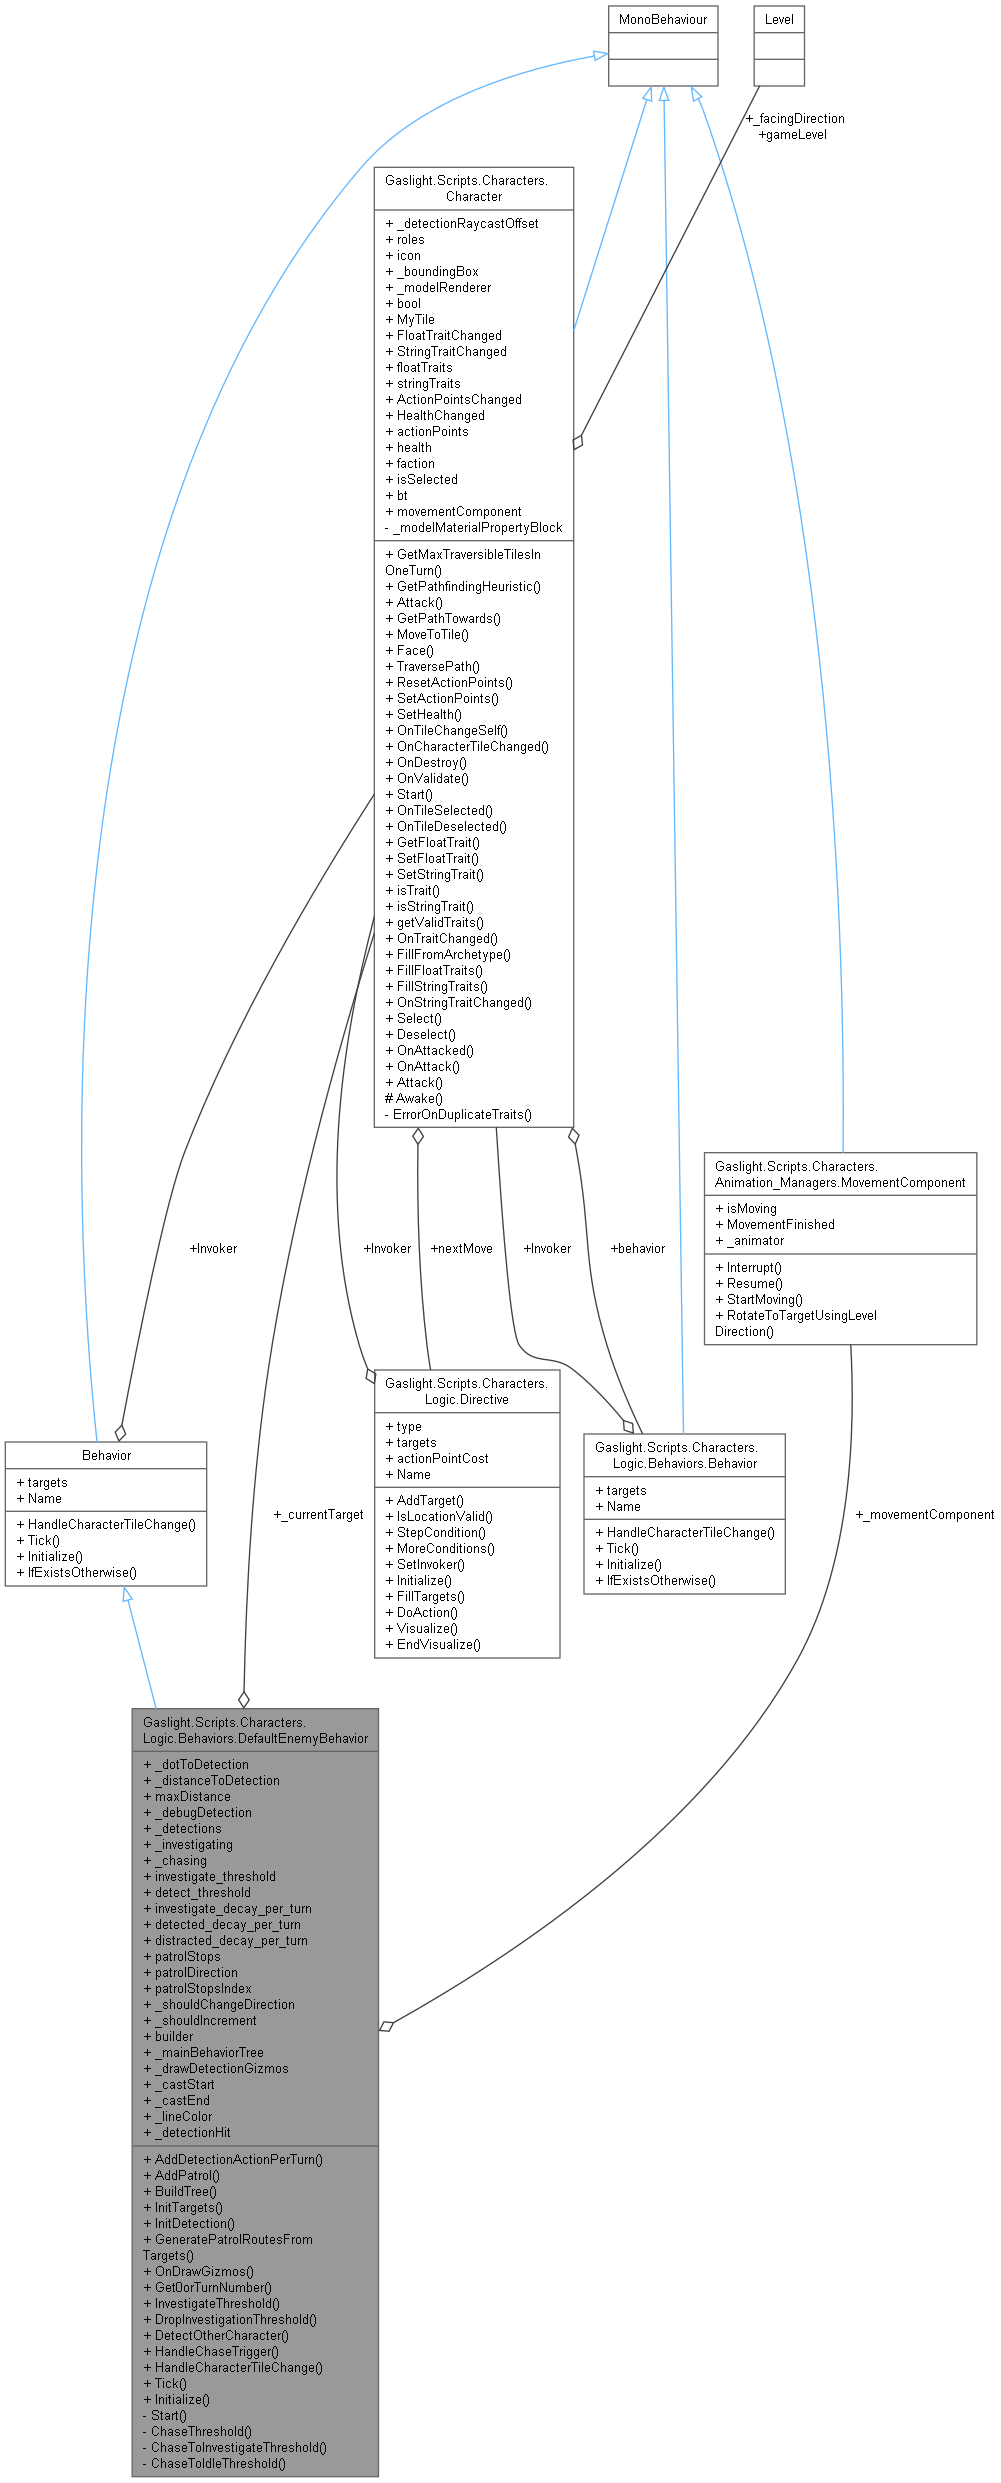 MonoBehaviour
Level
+_facingDirection
+gameLevel
Gaslight.Scripts.Characters.
Character
+ _detectionRaycastOffset
+ roles
+ icon
+ _boundingBox
+ _modelRenderer
+ bool
+ MyTile
+ FloatTraitChanged
+ StringTraitChanged
+ floatTraits
+ stringTraits
+ ActionPointsChanged
+ HealthChanged
+ actionPoints
+ health
+ faction
+ isSelected
+ bt
+ movementComponent
- _modelMaterialPropertyBlock
+ GetMaxTraversibleTilesIn
OneTurn()
+ GetPathfindingHeuristic()
+ Attack()
+ GetPathTowards()
+ MoveToTile()
+ Face()
+ TraversePath()
+ ResetActionPoints()
+ SetActionPoints()
+ SetHealth()
+ OnTileChangeSelf()
+ OnCharacterTileChanged()
+ OnDestroy()
+ OnValidate()
+ Start()
+ OnTileSelected()
+ OnTileDeselected()
+ GetFloatTrait()
+ SetFloatTrait()
+ SetStringTrait()
+ isTrait()
+ isStringTrait()
+ getValidTraits()
+ OnTraitChanged()
+ FillFromArchetype()
+ FillFloatTraits()
+ FillStringTraits()
+ OnStringTraitChanged()
+ Select()
+ Deselect()
+ OnAttacked()
+ OnAttack()
+ Attack()
# Awake()
- ErrorOnDuplicateTraits()
Gaslight.Scripts.Characters.
Animation_Managers.MovementComponent
+ isMoving
+ MovementFinished
+ _animator
+ Interrupt()
+ Resume()
+ StartMoving()
+ RotateToTargetUsingLevel
Direction()
+Invoker
+Invoker
+nextMove
+Invoker
+behavior
Gaslight.Scripts.Characters.
Logic.Directive
+ type
+ targets
+ actionPointCost
+ Name
+ AddTarget()
+ IsLocationValid()
+ StepCondition()
+ MoreConditions()
+ SetInvoker()
+ Initialize()
+ FillTargets()
+ DoAction()
+ Visualize()
+ EndVisualize()
Gaslight.Scripts.Characters.
Logic.Behaviors.Behavior
+ targets
+ Name
+ HandleCharacterTileChange()
+ Tick()
+ Initialize()
+ IfExistsOtherwise()
Behavior
+ targets
+ Name
+ HandleCharacterTileChange()
+ Tick()
+ Initialize()
+ IfExistsOtherwise()
+_currentTarget
+_movementComponent
Gaslight.Scripts.Characters.
Logic.Behaviors.DefaultEnemyBehavior
+ _dotToDetection
+ _distanceToDetection
+ maxDistance
+ _debugDetection
+ _detections
+ _investigating
+ _chasing
+ investigate_threshold
+ detect_threshold
+ investigate_decay_per_turn
+ detected_decay_per_turn
+ distracted_decay_per_turn
+ patrolStops
+ patrolDirection
+ patrolStopsIndex
+ _shouldChangeDirection
+ _shouldIncrement
+ builder
+ _mainBehaviorTree
+ _drawDetectionGizmos
+ _castStart
+ _castEnd
+ _lineColor
+ _detectionHit
+ AddDetectionActionPerTurn()
+ AddPatrol()
+ BuildTree()
+ InitTargets()
+ InitDetection()
+ GeneratePatrolRoutesFrom
Targets()
+ OnDrawGizmos()
+ Get0orTurnNumber()
+ InvestigateThreshold()
+ DropInvestigationThreshold()
+ DetectOtherCharacter()
+ HandleChaseTrigger()
+ HandleCharacterTileChange()
+ Tick()
+ Initialize()
- Start()
- ChaseThreshold()
- ChaseToInvestigateThreshold()
- ChaseToIdleThreshold()